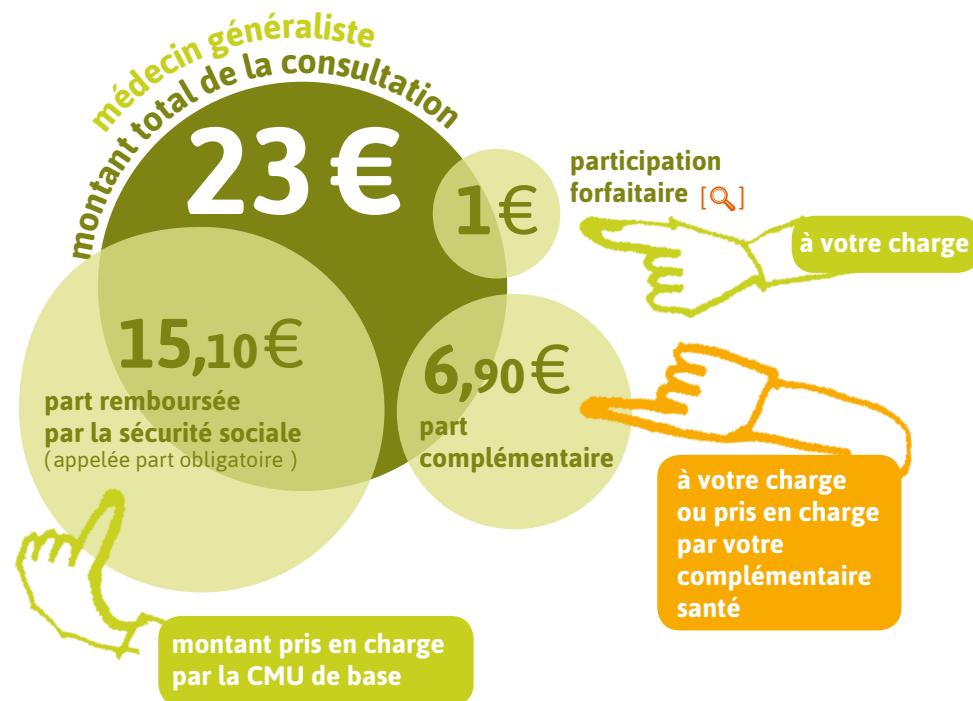 médecin généraliste
montant total de la consultation
23 €
1 €
participation
forfaitaire [ ]
à votre charge
15,10 €
part remboursée
par la sécurité sociale
(appelée part obligatoire )
6,90 €
part
complémentaire
à votre charge
ou pris en charge
par votre
complémentaire
santé
montant pris en charge
par la CMU de base